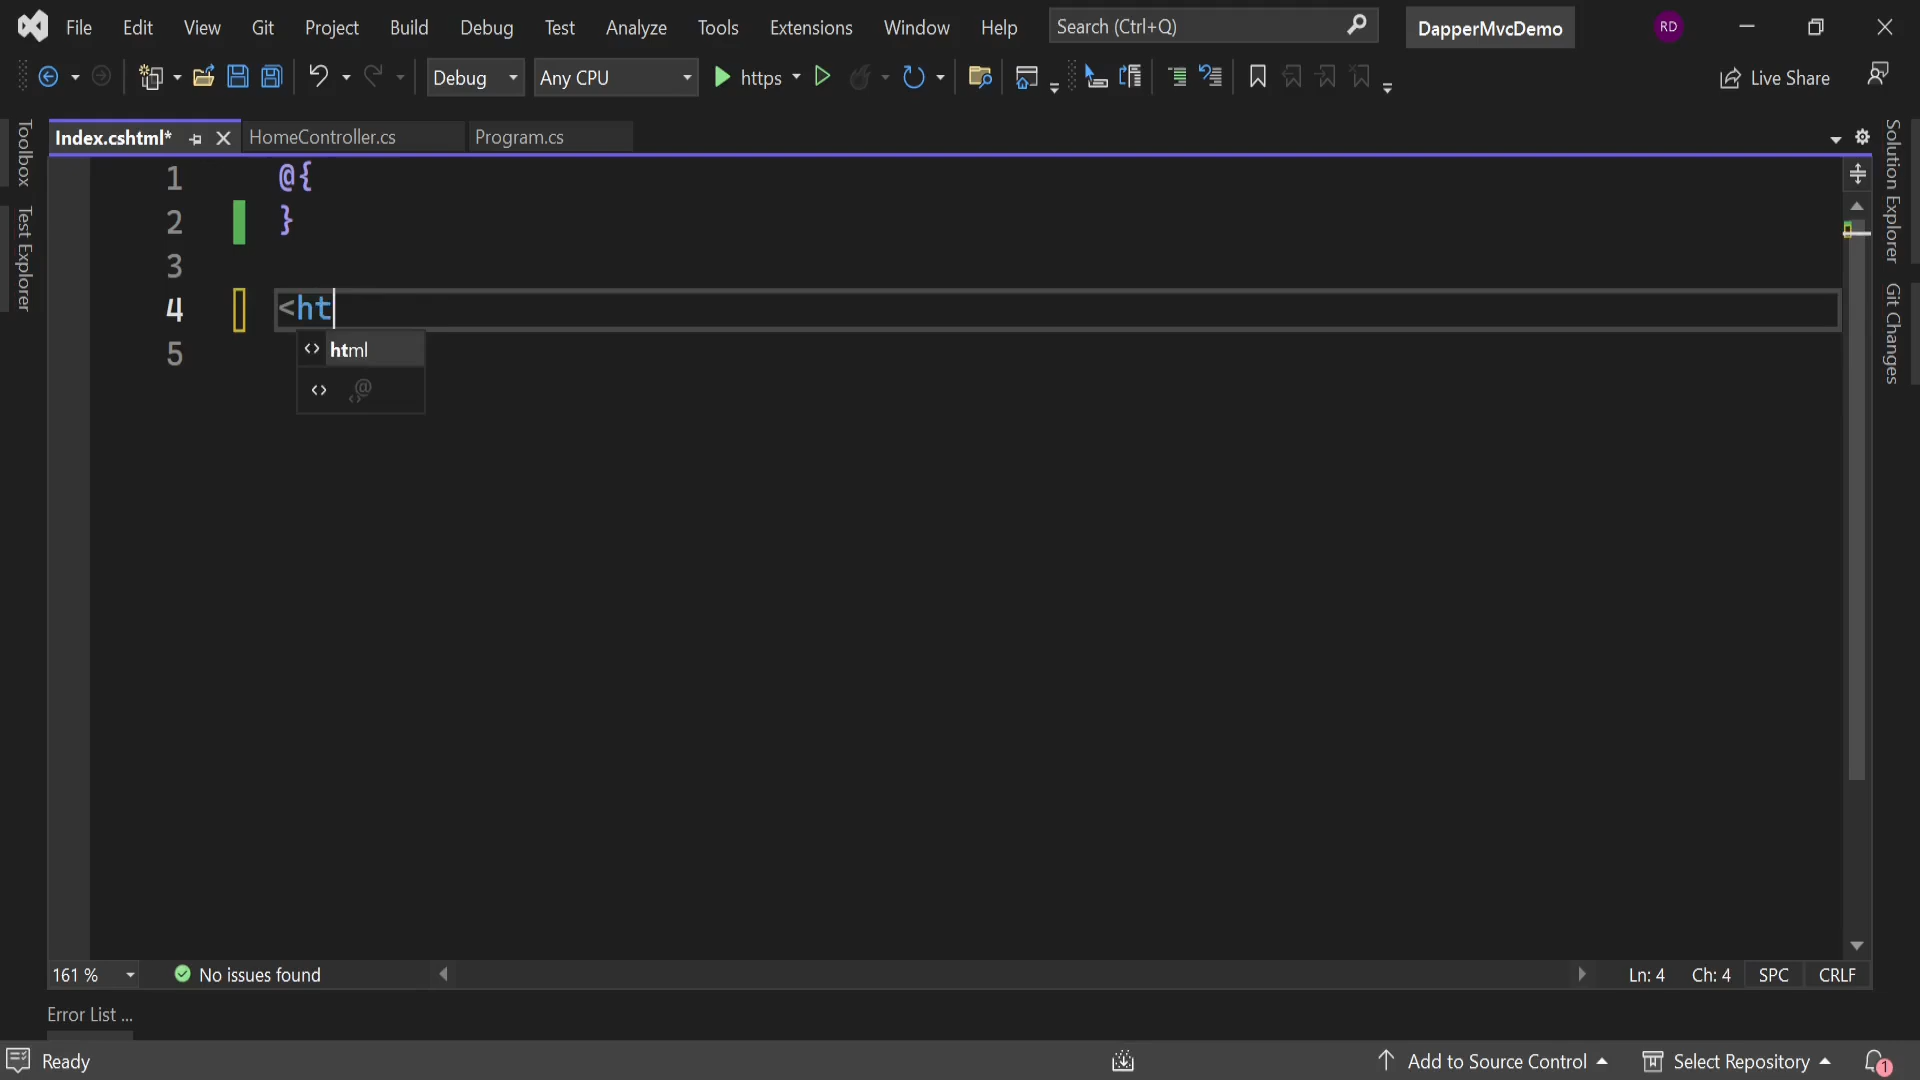 File Edit View Git Project Build Debug Test Analyze Tools Extensions Window Help Search (Ctrl+Q) DapperMvcDemo RD
Debug Any CPU https Live Share
Toolbox
Test Explorer
Index.cshtml* HomeController.cs Program.cs
1 @{
2 }
3
4 <ht
html
@
5
Solution Explorer
Git Changes
161 % No issues found Ln: 4 Ch: 4 SPC CRLF
Error List ...
Ready Add to Source Control Select Repository 1